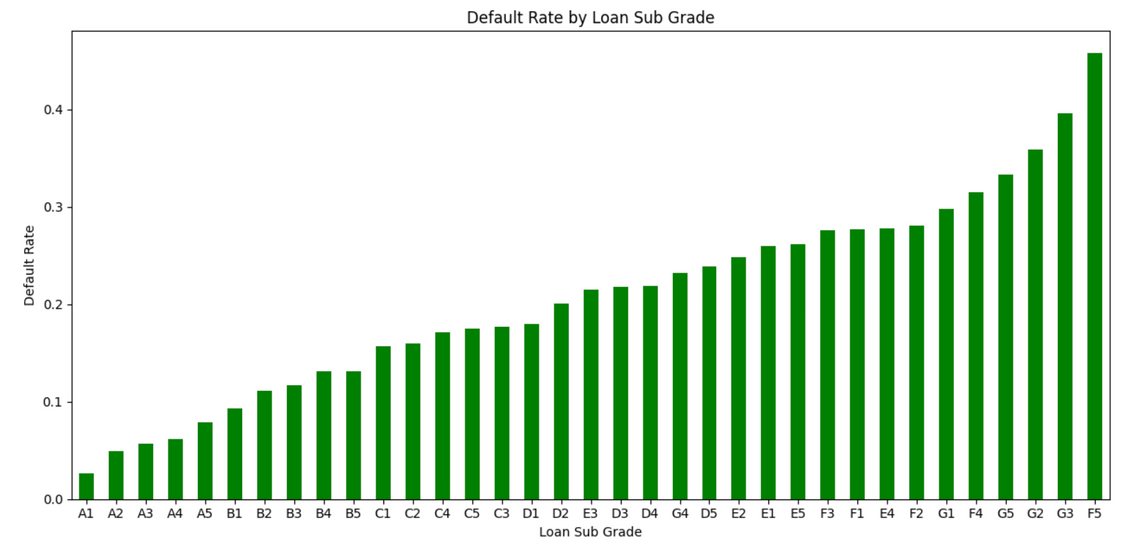 Default Rate by Loan Sub Grade
0.4
0.3
0.2
0.1
0.0
Default Rate
A1 A2 A3 A4 A5 B1 B2 B3 B4 B5 C1 C2 C4 C5 C3 D1 D2 E3 D3 D4 G4 D5 E2 E1 E5 F3 F1 E4 F2 G1 F4 G5 G2 G3 F5
Loan Sub Grade